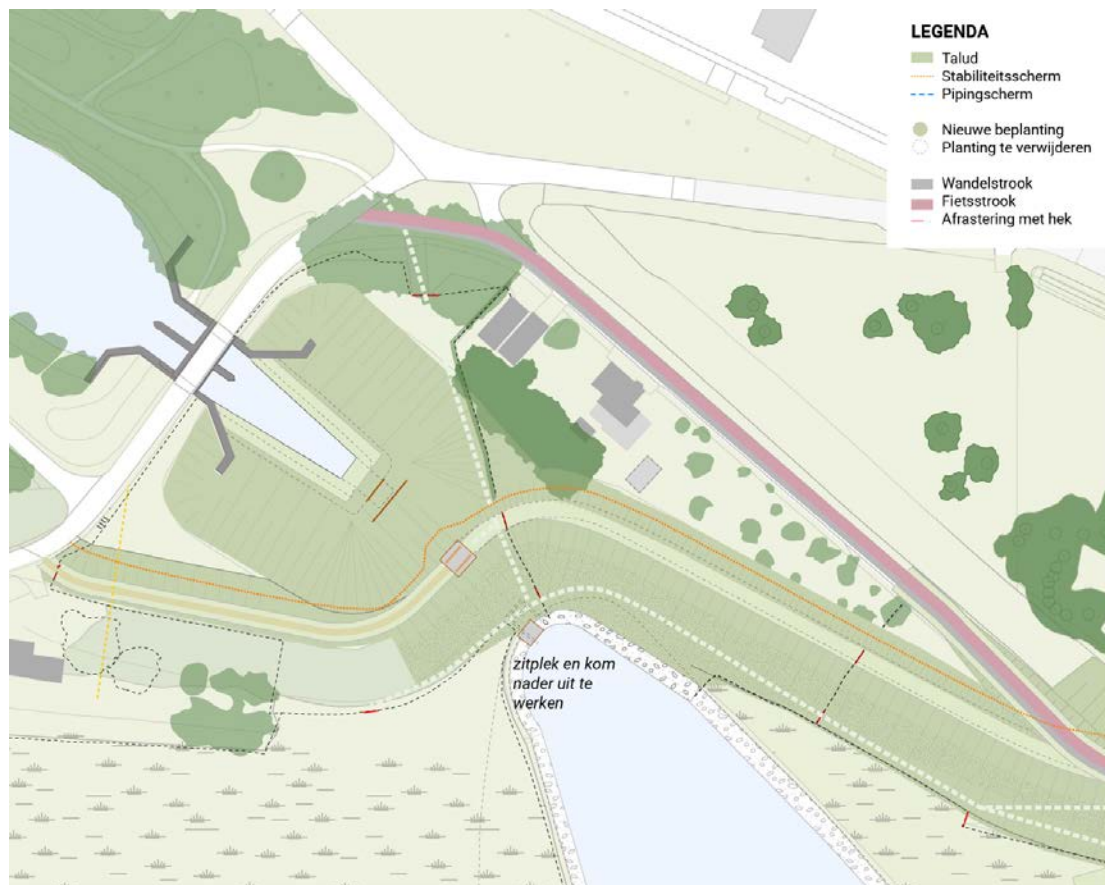 LEGENDA
Talud
Stabiliteitsscherm
Pipingscherm
Nieuwe beplanting
Planting te verwijderen
Wandelstrook
Fietsstrook
Afrastering met hek
zitplek en kom
nader uit te
werken